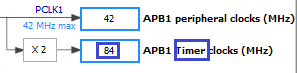 PCLK1
42 MHz max
42
APB1 peripheral clocks (MHz)
X 2
84
APB1 Timer clocks (MHz)